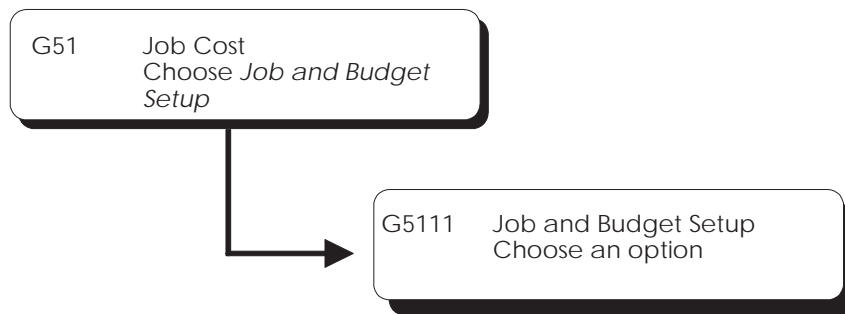 G51 Job Cost
Choose Job and Budget
Setup
G5111 Job and Budget Setup
Choose an option